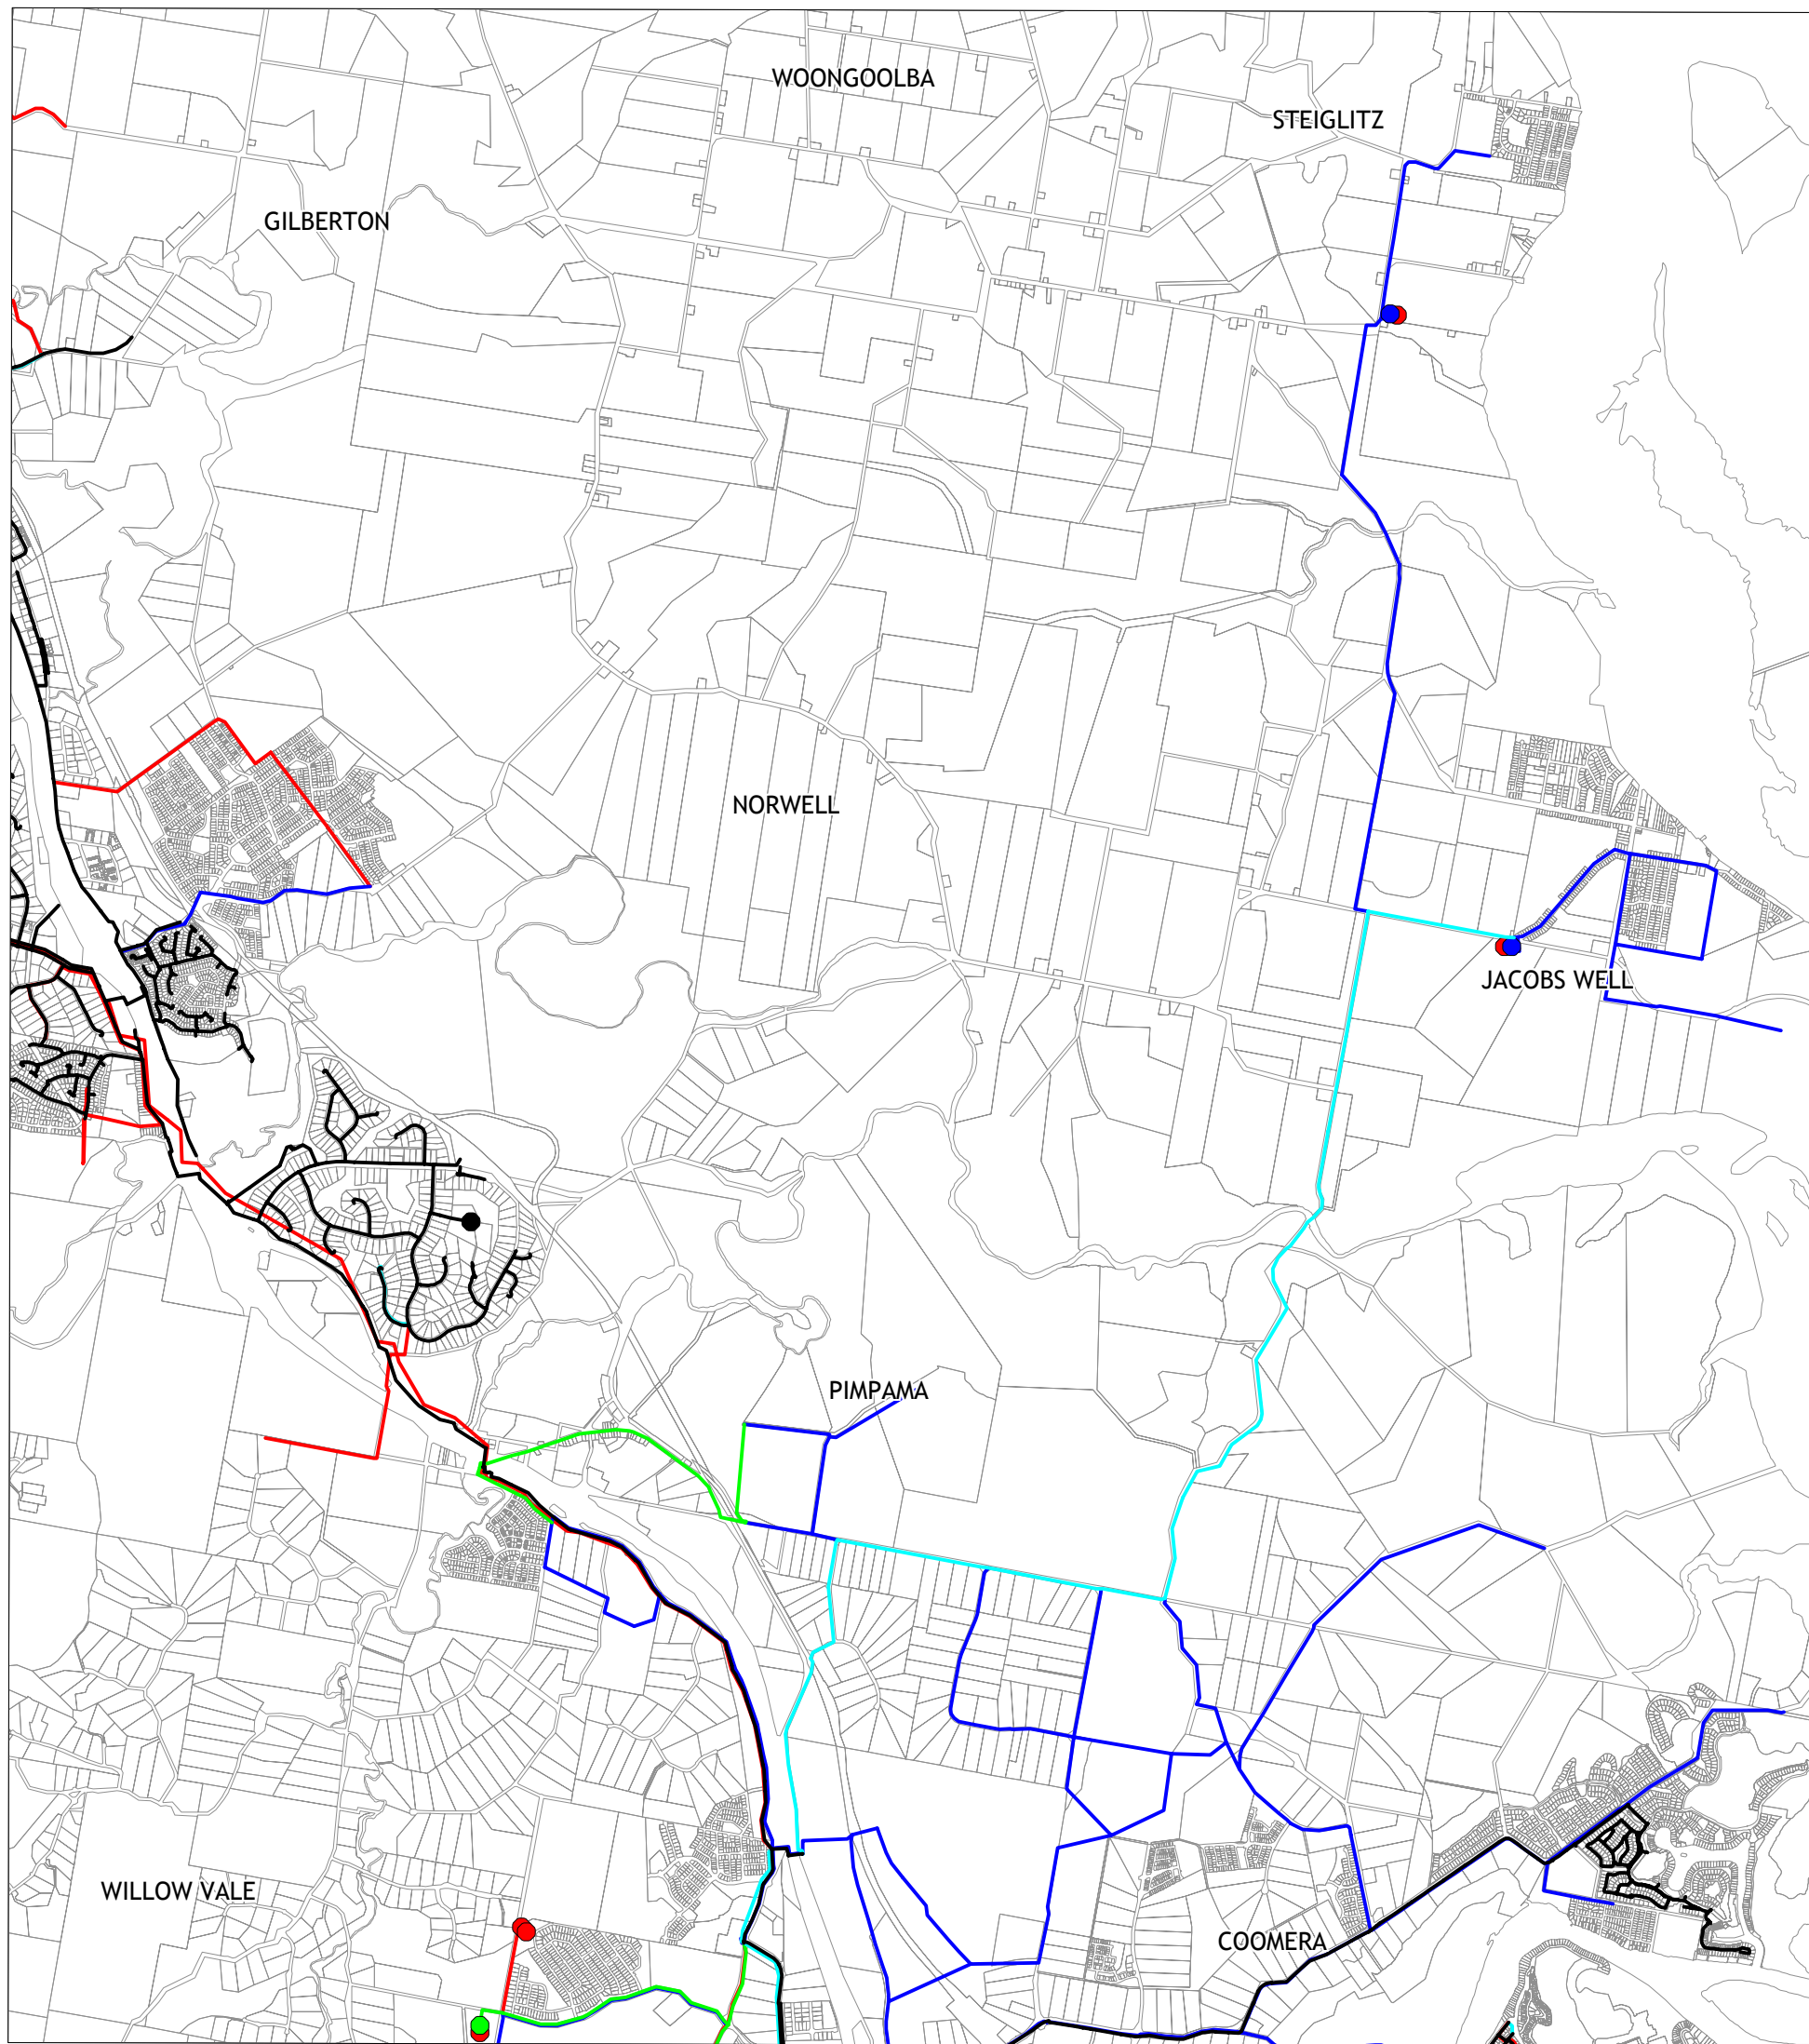 WOONGOOLBA
STEIGLITZ
GILBERTON
NORWELL
JACOBS WELL
PIMPAMA
WILLOW VALE
COOMERA